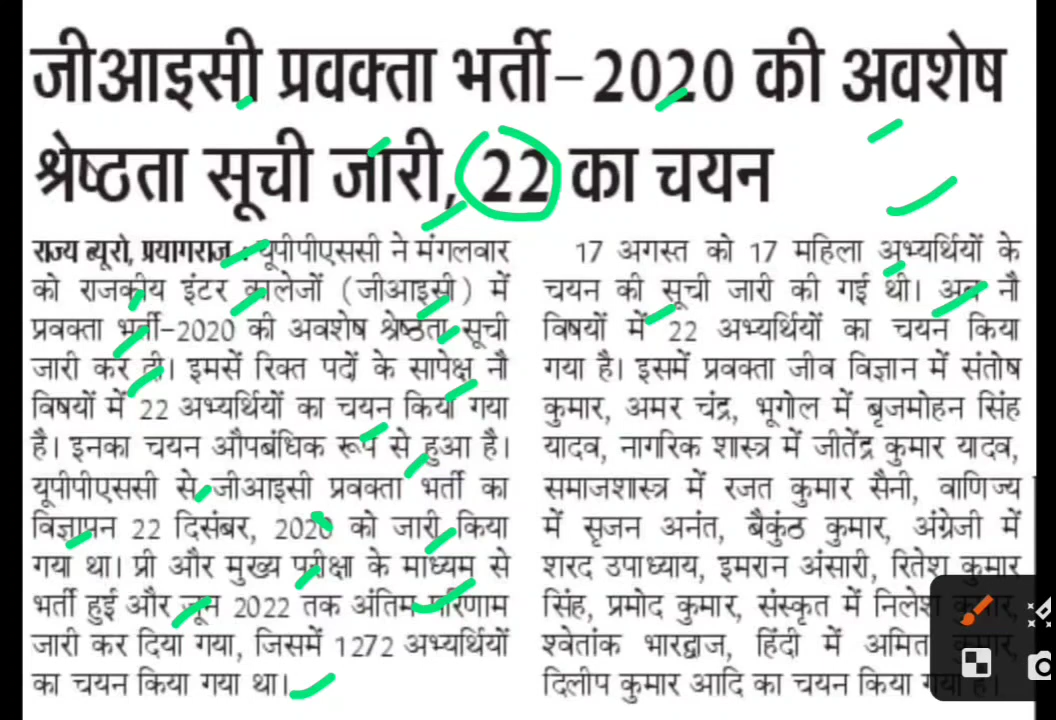 जीआइसी प्रवक्ता भर्ती–2020 की अवशेष
श्रेष्ठता सूची जारी, 22 का चयन
राज्य ब्यूरो, प्रयागराज : यूपीपीएससी ने मंगलवार
को राजकीय इंटर कालेजों (जीआइसी) में
प्रवक्ता भर्ती-2020 की अवशेष श्रेष्ठता सूची
जारी कर दी। इसमें रिक्त पदों के सापेक्ष नौ
विषयों में 22 अभ्यर्थियों का चयन किया गया
है। इनका चयन औपबंधिक रूप से हुआ है।
यूपीपीएससी से जीआइसी प्रवक्ता भर्ती का
विज्ञापन 22 दिसंबर, 2020 को जारी किया
गया था। प्री और मुख्य परीक्षा के माध्यम से
भर्ती हुई और जून 2022 तक अंतिम परिणाम
जारी कर दिया गया, जिसमें 1272 अभ्यर्थियों
का चयन किया गया था।
17 अगस्त को 17 महिला अभ्यर्थियों के
चयन की सूची जारी की गई थी। अब नौ
विषयों में 22 अभ्यर्थियों का चयन किया
गया है। इसमें प्रवक्ता जीव विज्ञान में संतोष
कुमार, अमर चंद्र, भूगोल में बृजमोहन सिंह
यादव, नागरिक शास्त्र में जीतेंद्र कुमार यादव,
समाजशास्त्र में रजत कुमार सैनी, वाणिज्य
में सृजन अनंत, बैकुंठ कुमार, अंग्रेजी में
शरद उपाध्याय, इमरान अंसारी, रितेश कुमार
सिंह, प्रमोद कुमार, संस्कृत में निलेश कुमार,
श्वेतांक भारद्वाज, हिंदी में अमित कुमार,
दिलीप कुमार आदि का चयन किया गया है।